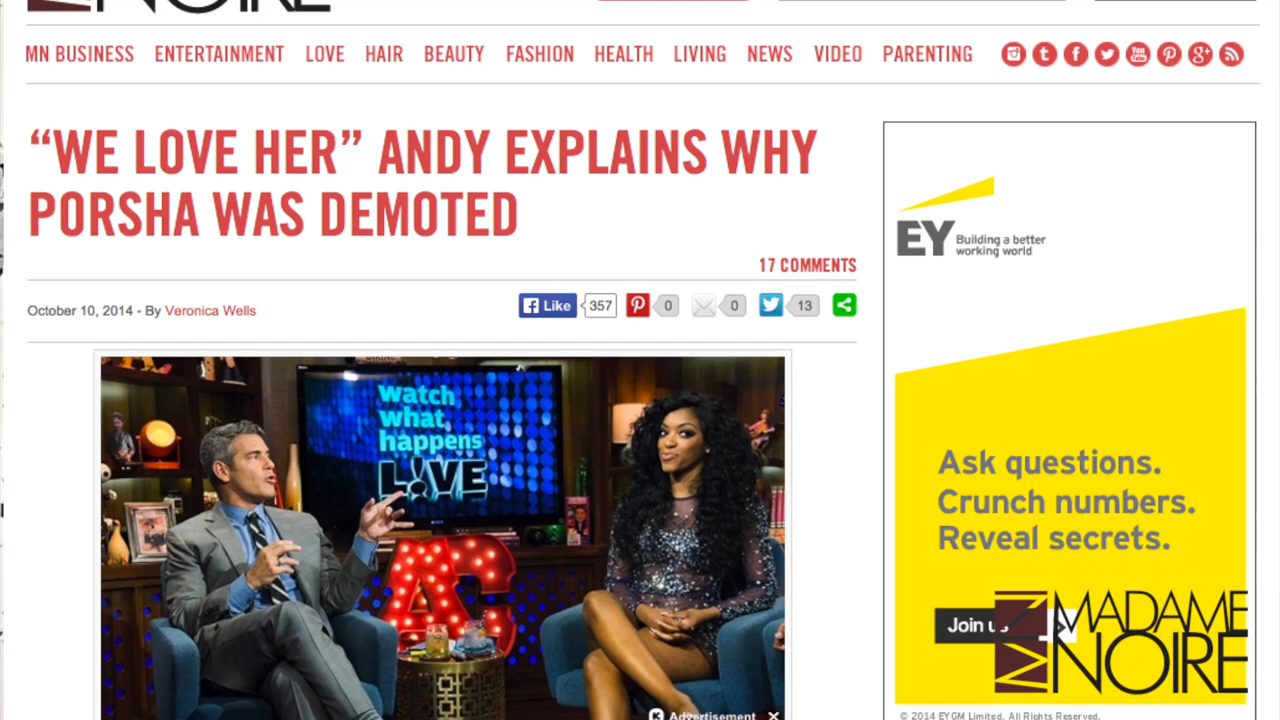 NOIRE
MN BUSINESS ENTERTAINMENT LOVE HAIR BEAUTY FASHION HEALTH LIVING NEWS VIDEO PARENTING
“WE LOVE HER” ANDY EXPLAINS WHY
PORSHA WAS DEMOTED
17 COMMENTS
October 10, 2014 - By Veronica Wells
Like 357 0 0 13
watch
what
happens
L!VE
AC
Advertisement
EY Building a better
working world
Ask questions.
Crunch numbers.
Reveal secrets.
Join us
MADAME
NOIRE
© 2014 EYGM Limited. All Rights Reserved.